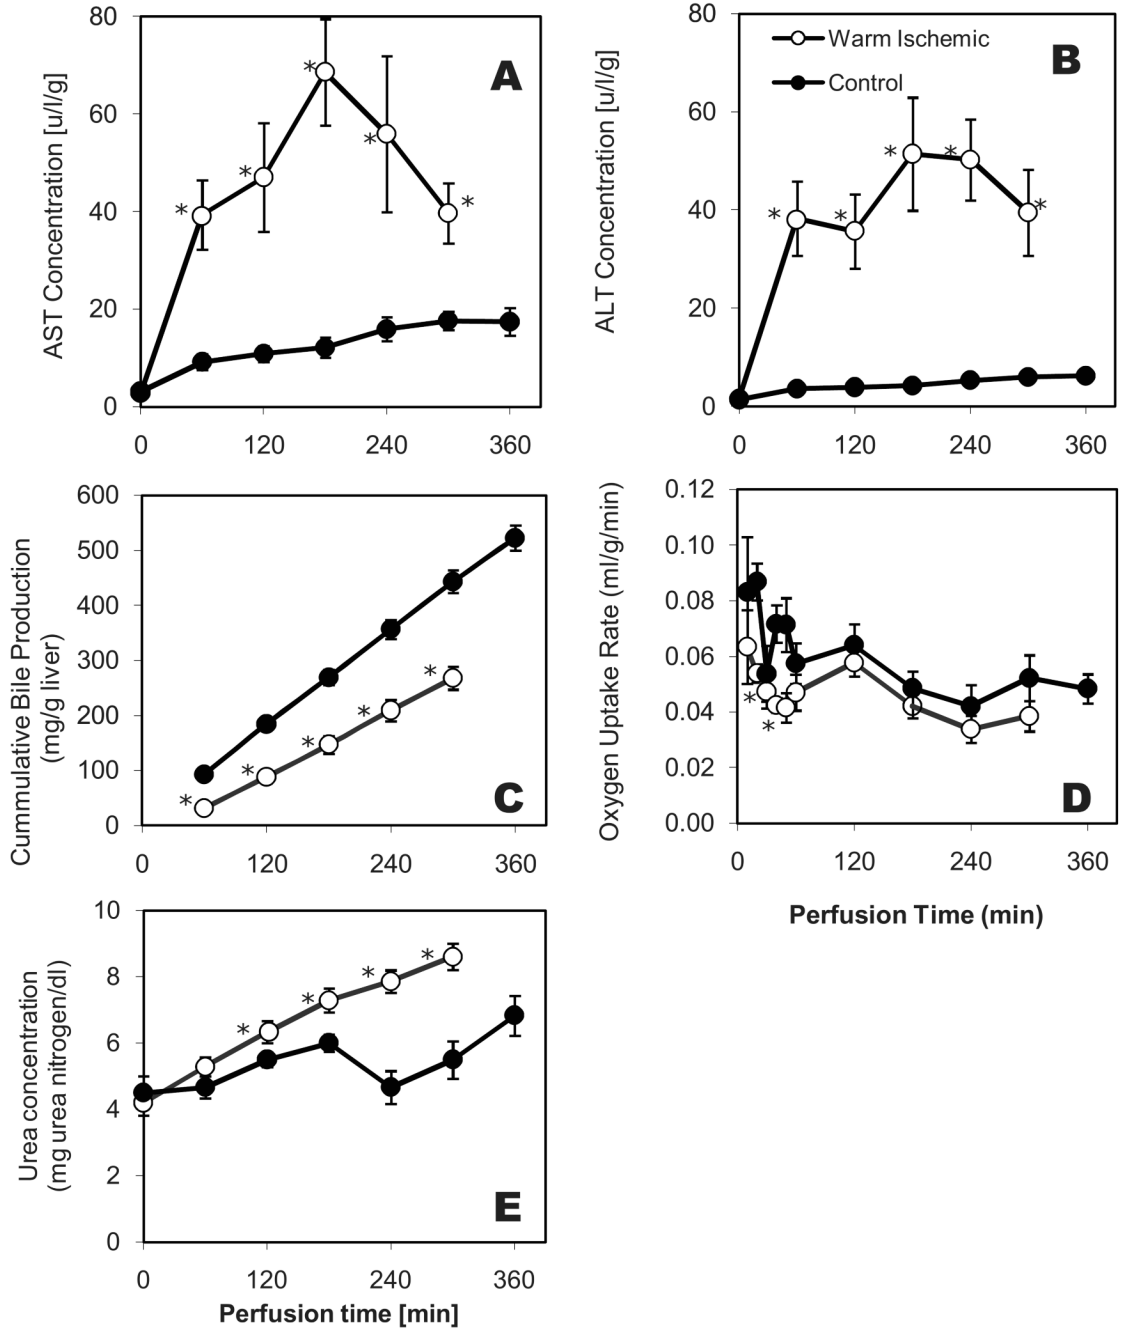 80
60
40
20
0
AST Concentration [u/l/g]
A
*
*
*
*
*
0 120 240 360
80
60
40
20
0
ALT Concentration [u/l/g]
Warm Ischemic
Control
B
*
*
*
*
*
0 120 240 360
600
500
400
300
200
100
0
Cummulative Bile Production
(mg/g liver)
*
*
*
*
*
C
0 120 240 360
0.12
0.10
0.08
0.06
0.04
0.02
0.00
Oxygen Uptake Rate (ml/g/min)
*
*
D
0 120 240 360
Perfusion Time (min)
10
8
6
4
2
0
Urea concentration
(mg urea nitrogen/dl)
*
*
*
*
E
0 120 240 360
Perfusion time [min]